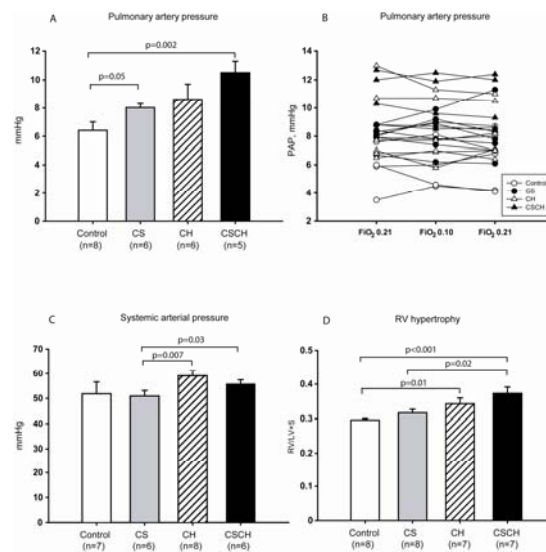 A
Pulmonary artery pressure
p=0.002
p=0.05
12
10
8
6
4
2
0
mmHg
Control CS CH CSCH
(n=8) (n=6) (n=6) (n=5)
B
Pulmonary artery pressure
14
12
10
8
6
4
2
0
PAP, mmHg
Control
CH
CSCH
FiO2 0.21 FiO2 0.10 FiO2 0.21
C
Systemic arterial pressure
p=0.03
p=0.007
70
60
50
40
30
20
10
0
mmHg
Control CS CH CSCH
(n=7) (n=6) (n=8) (n=6)
D
RV hypertrophy
p<0.001
p=0.02
p=0.01
0.5
0.4
0.3
0.2
0.1
0.0
RV/LV+S
Control CS CH CSCH
(n=8) (n=8) (n=7) (n=7)